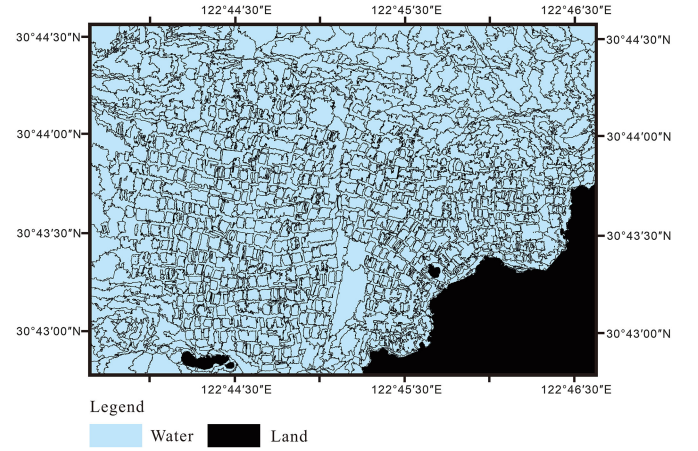 122°44′30″E 122°45′30″E 122°46′30″E
30°44′30″N 30°44′30″N
30°44′00″N 30°44′00″N
30°43′30″N 30°43′30″N
30°43′00″N 30°43′00″N
122°44′30″E 122°45′30″E 122°46′30″E
Legend
Water Land